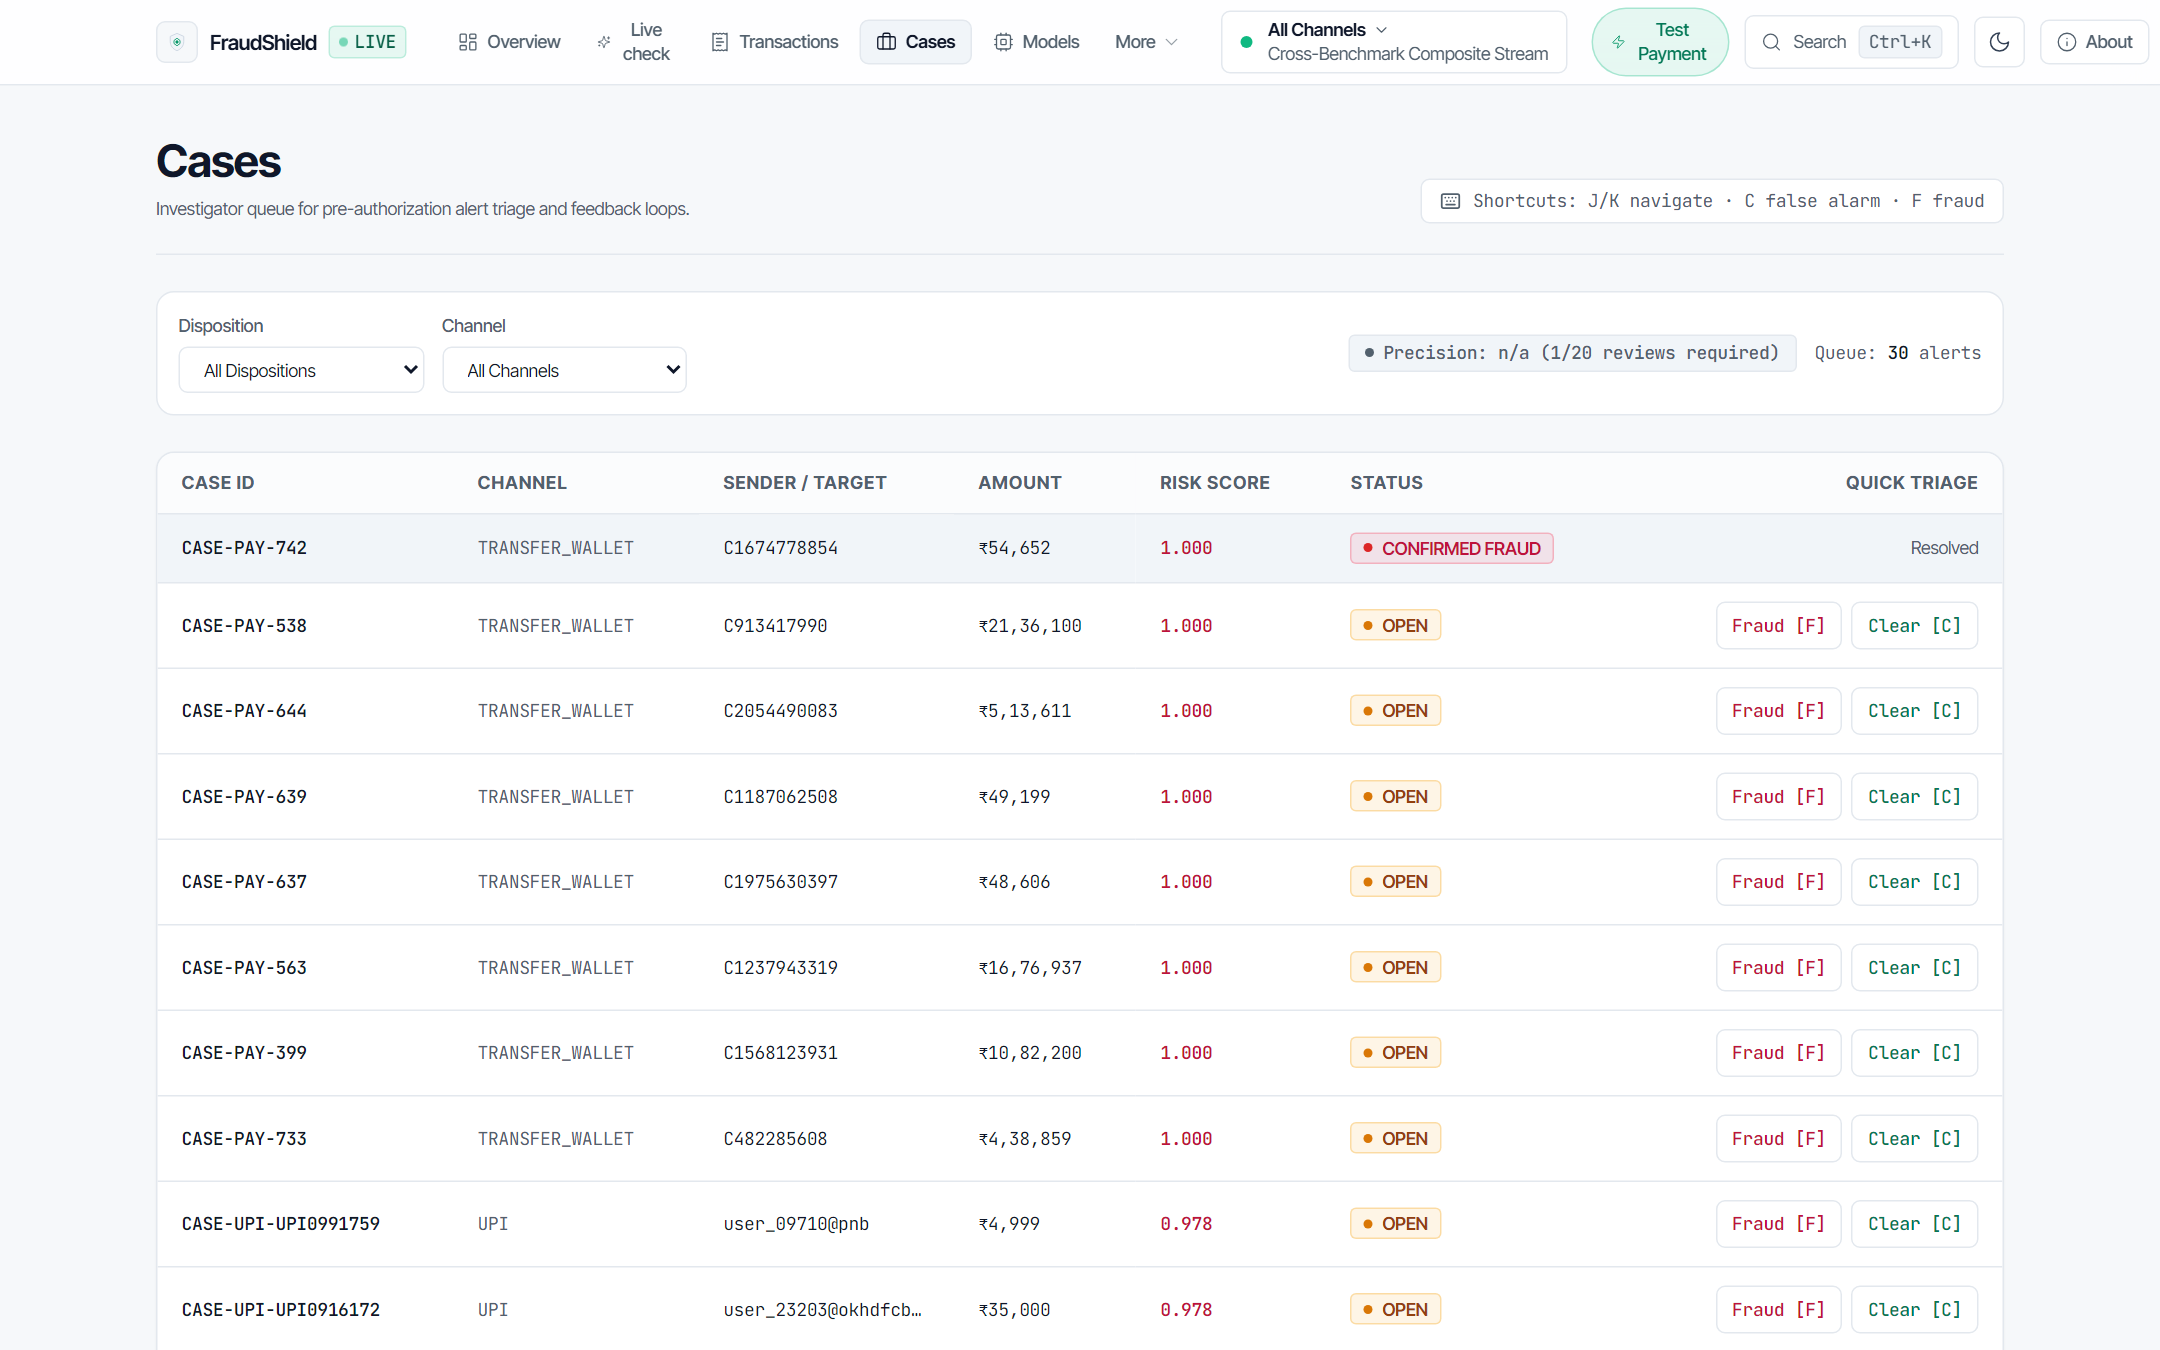 FraudShield LIVE Overview Live check Transactions Cases Models More All Channels Cross-Benchmark Composite Stream Test Payment Search Ctrl+K About
Cases
Investigator queue for pre-authorization alert triage and feedback loops.
Shortcuts: J/K navigate · C false alarm · F fraud
Disposition Channel
All Dispositions All Channels
Precision: n/a (1/20 reviews required) Queue: 30 alerts
CASE ID CHANNEL SENDER / TARGET AMOUNT RISK SCORE STATUS QUICK TRIAGE
CASE-PAY-742 TRANSFER_WALLET C1674778854 ₹54,652 1.000 CONFIRMED FRAUD Resolved
CASE-PAY-538 TRANSFER_WALLET C913417990 ₹21,36,100 1.000 OPEN Fraud [F] Clear [C]
CASE-PAY-644 TRANSFER_WALLET C2054490083 ₹5,13,611 1.000 OPEN Fraud [F] Clear [C]
CASE-PAY-639 TRANSFER_WALLET C1187062508 ₹49,199 1.000 OPEN Fraud [F] Clear [C]
CASE-PAY-637 TRANSFER_WALLET C1975630397 ₹48,606 1.000 OPEN Fraud [F] Clear [C]
CASE-PAY-563 TRANSFER_WALLET C1237943319 ₹16,76,937 1.000 OPEN Fraud [F] Clear [C]
CASE-PAY-399 TRANSFER_WALLET C1568123931 ₹10,82,200 1.000 OPEN Fraud [F] Clear [C]
CASE-PAY-733 TRANSFER_WALLET C482285608 ₹4,38,859 1.000 OPEN Fraud [F] Clear [C]
CASE-UPI-UPI0991759 UPI user_09710@pnb ₹4,999 0.978 OPEN Fraud [F] Clear [C]
CASE-UPI-UPI0916172 UPI user_23203@okhdfcb… ₹35,000 0.978 OPEN Fraud [F] Clear [C]